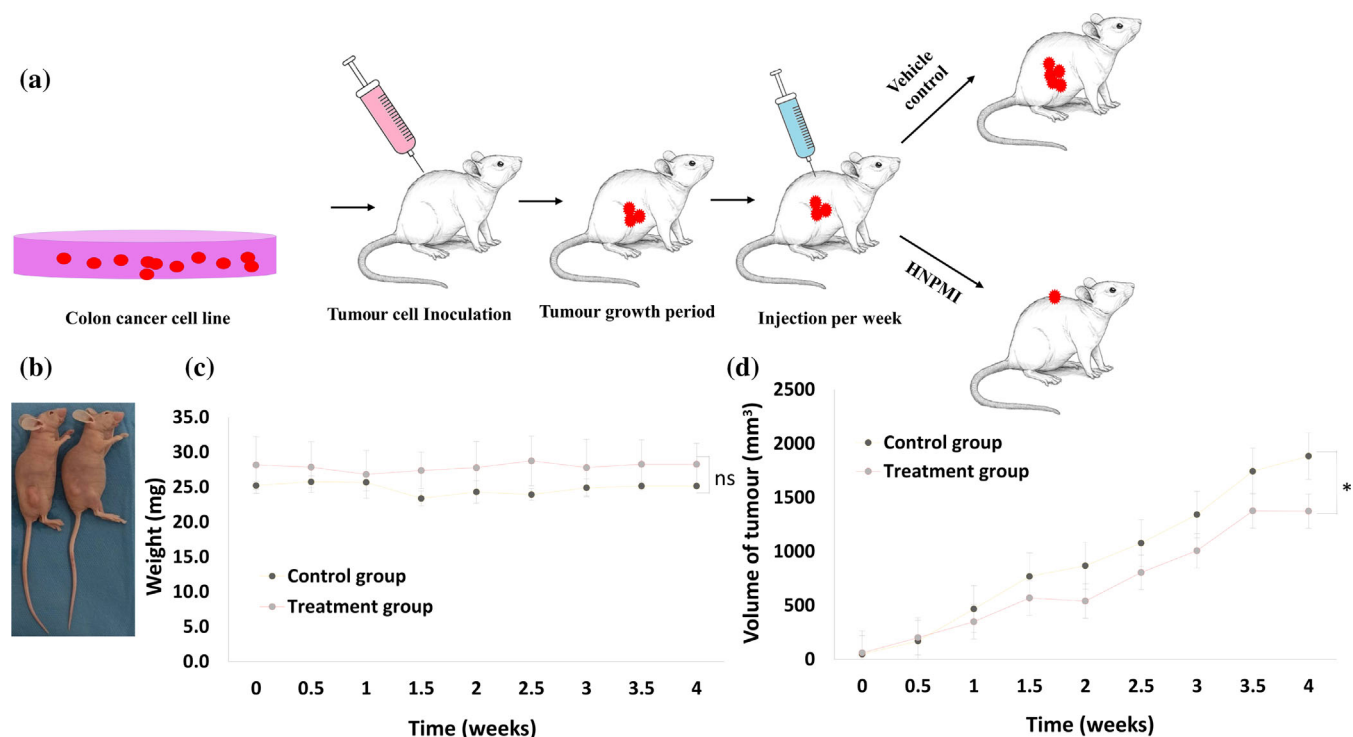 (a)
Vehicle
control
HNPMI
Colon cancer cell line
Tumour cell Inoculation
Tumour growth period
Injection per week
(b)
(c)
35.0
30.0
25.0
20.0
15.0
10.0
5.0
0.0
Weight (mg)
ns
Control group
Treatment group
0 0.5 1 1.5 2 2.5 3 3.5 4
Time (weeks)
(d)
2500
2000
1500
1000
500
0
Volume of tumour (mm³)
Control group
Treatment group
*
0 0.5 1 1.5 2 2.5 3 3.5 4
Time (weeks)